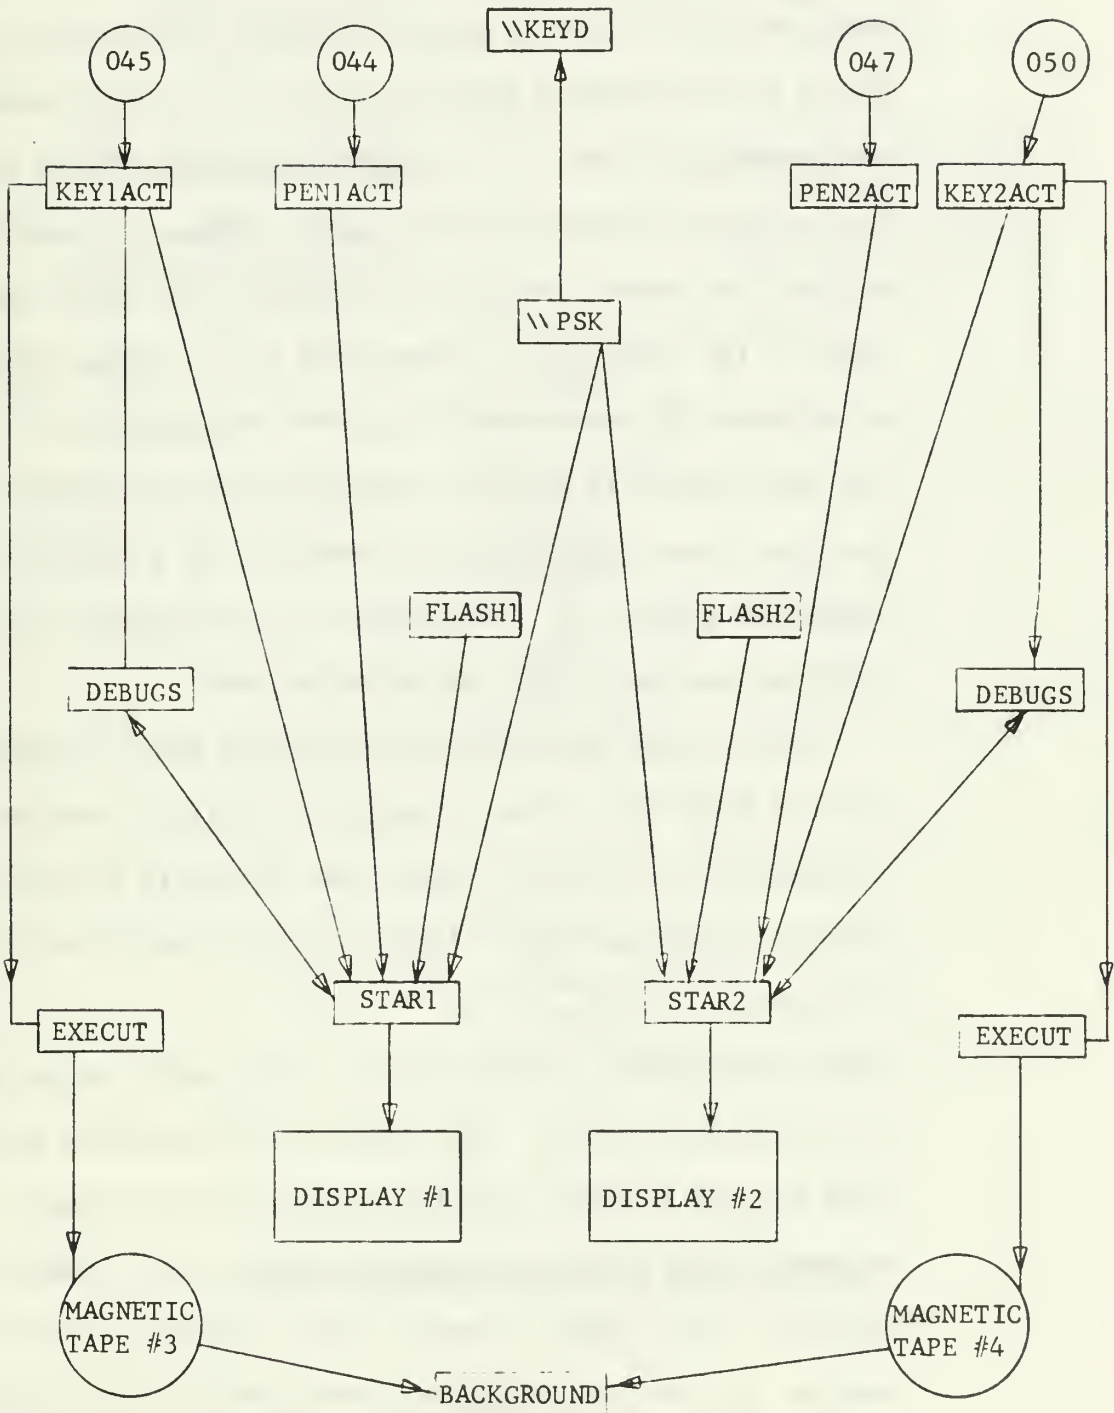 \\KEYD
045
044
047
050
KEY1ACT
PEN1ACT
PEN2ACT
KEY2ACT
\\PSK
FLASH1
FLASH2
DEBUGS
DEBUGS
STAR1
STAR2
EXECUT
EXECUT
DISPLAY #1
DISPLAY #2
MAGNETIC
TAPE #3
MAGNETIC
TAPE #4
BACKGROUND